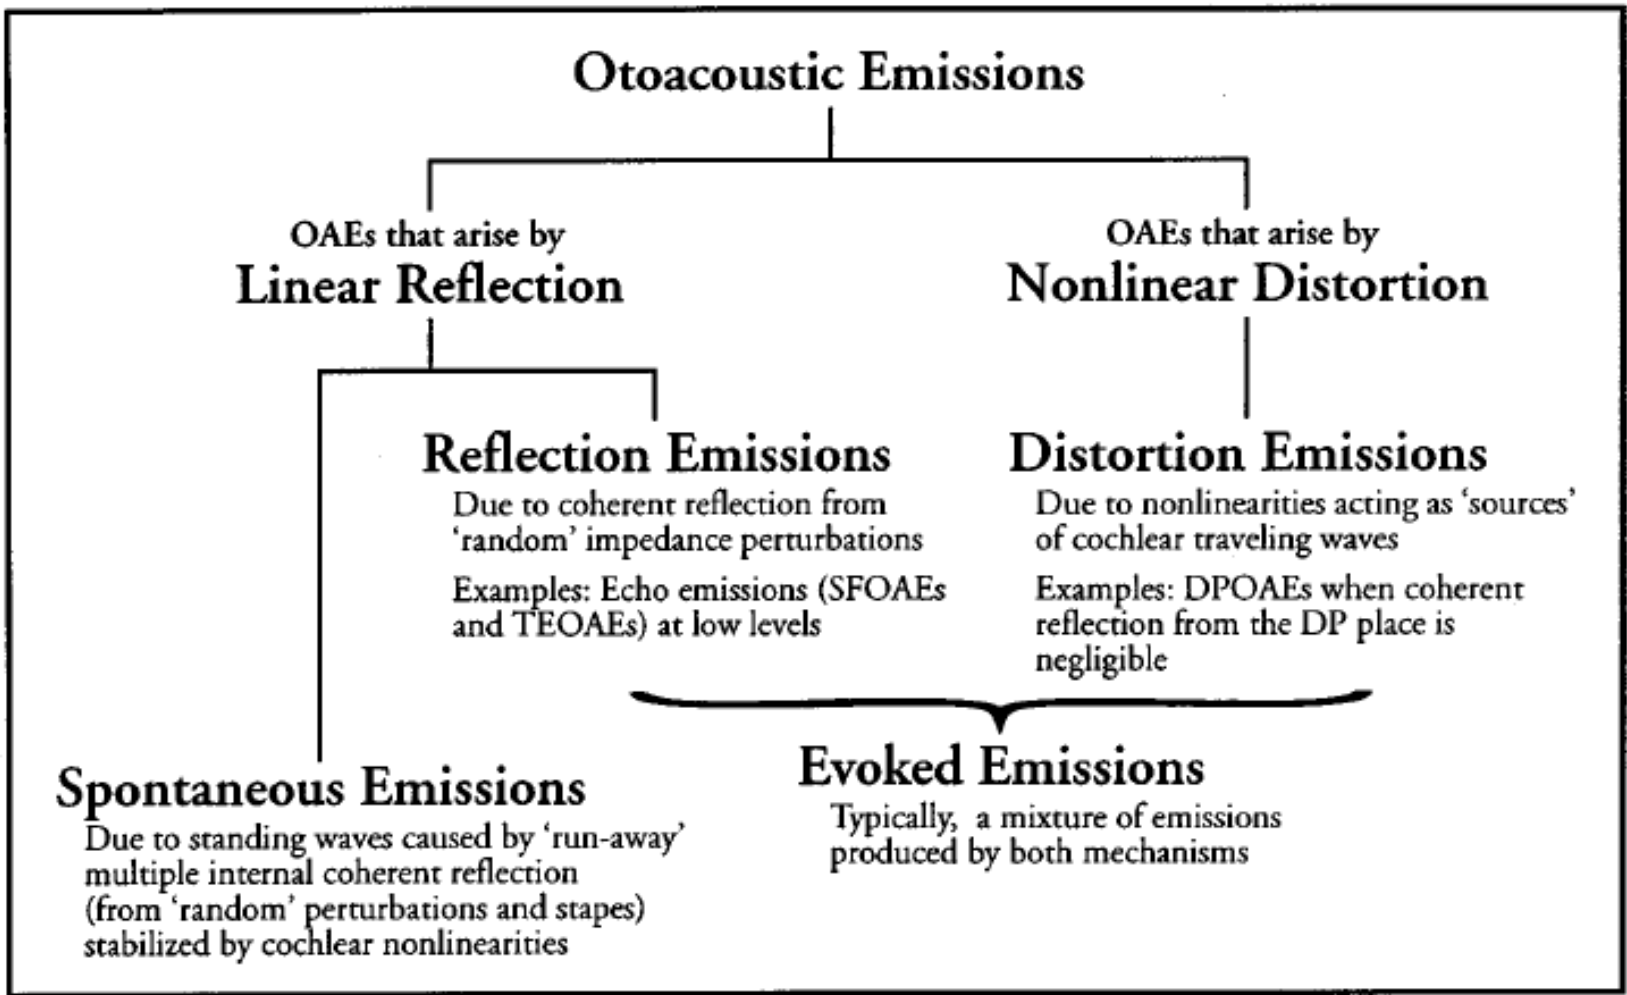 Otoacoustic Emissions
OAEs that arise by
Linear Reflection
OAEs that arise by
Nonlinear Distortion
Reflection Emissions
Due to coherent reflection from
‘random’ impedance perturbations
Examples: Echo emissions (SFOAEs
and TEOAEs) at low levels
Distortion Emissions
Due to nonlinearities acting as ‘sources’
of cochlear traveling waves
Examples: DPOAEs when coherent
reflection from the DP place is
negligible
Spontaneous Emissions
Due to standing waves caused by ‘run-away’
multiple internal coherent reflection
(from ‘random’ perturbations and stapes)
stabilized by cochlear nonlinearities
Evoked Emissions
Typically, a mixture of emissions
produced by both mechanisms